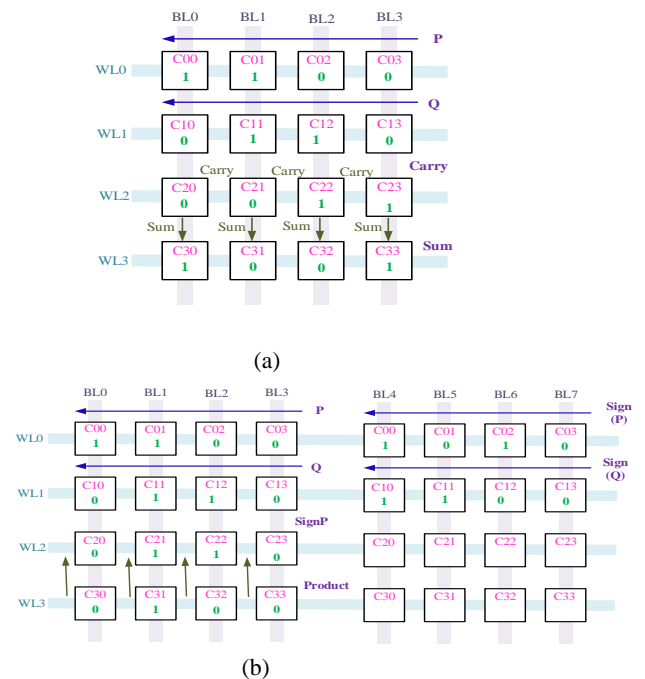 BL0 BL1 BL2 BL3
P
C00 C01 C02 C03
WL0
1 1 0 0
Q
C10 C11 C12 C13
WL1
0 1 1 0
Carry Carry Carry Carry
C20 C21 C22 C23
WL2
0 0 1 1
Sum Sum Sum Sum
Sum
C30 C31 C32 C33
WL3
1 0 0 1
(a)
BL0 BL1 BL2 BL3 BL4 BL5 BL6 BL7
P Sign
(P)
C00 C01 C02 C03 C00 C01 C02 C03
WL0
1 1 0 0 1 0 1 0
Q Sign
(Q)
C10 C11 C12 C13 C10 C11 C12 C13
WL1
0 1 1 0 1 1 0 0
SignP
C20 C21 C22 C23 C20 C21 C22 C23
WL2
0 1 1 0
Product
C30 C31 C32 C33 C30 C31 C32 C33
WL3
0 1 0 0
(b)